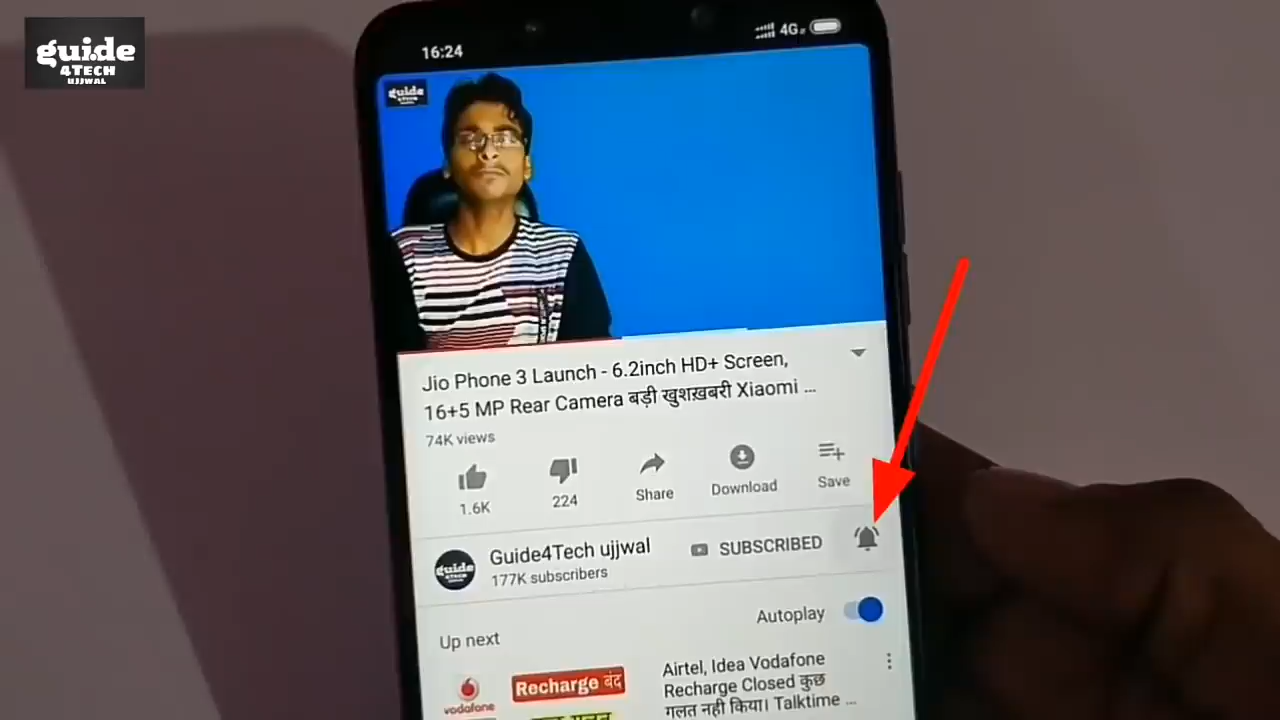 guide
4TECH
UJJWAL
16:24
4G
guide
Jio Phone 3 Launch - 6.2inch HD+ Screen,
16+5 MP Rear Camera बड़ी खुशख़बरी Xiaomi ...
74K views
1.6K
224
Share
Download
Save
guide
Guide4Tech ujjwal
177K subscribers
SUBSCRIBED
Autoplay
Up next
vodafone
Recharge बंद
Airtel, Idea Vodafone
Recharge Closed कुछ
गलत नही किया। Talktime ...